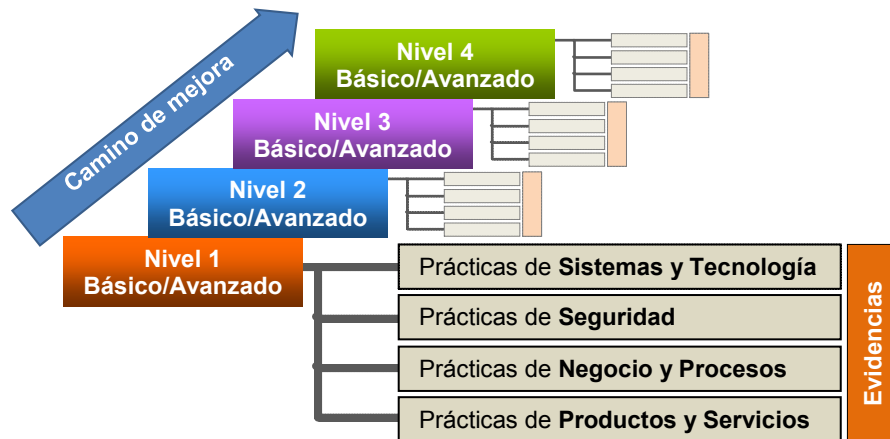 Camino de mejora
Nivel 4
Básico/Avanzado
Nivel 3
Básico/Avanzado
Nivel 2
Básico/Avanzado
Nivel 1
Básico/Avanzado
Prácticas de Sistemas y Tecnología
Prácticas de Seguridad
Prácticas de Negocio y Procesos
Prácticas de Productos y Servicios
Evidencias